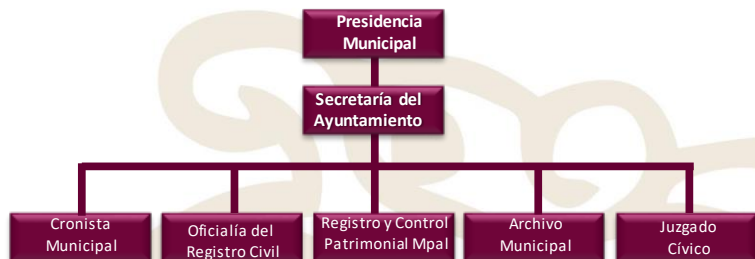 Presidencia
Municipal
Secretaría del
Ayuntamiento
Cronista
Municipal
Oficialía del
Registro Civil
Registro y Control
Patrimonial Mpal
Archivo
Municipal
Juzgado
Cívico